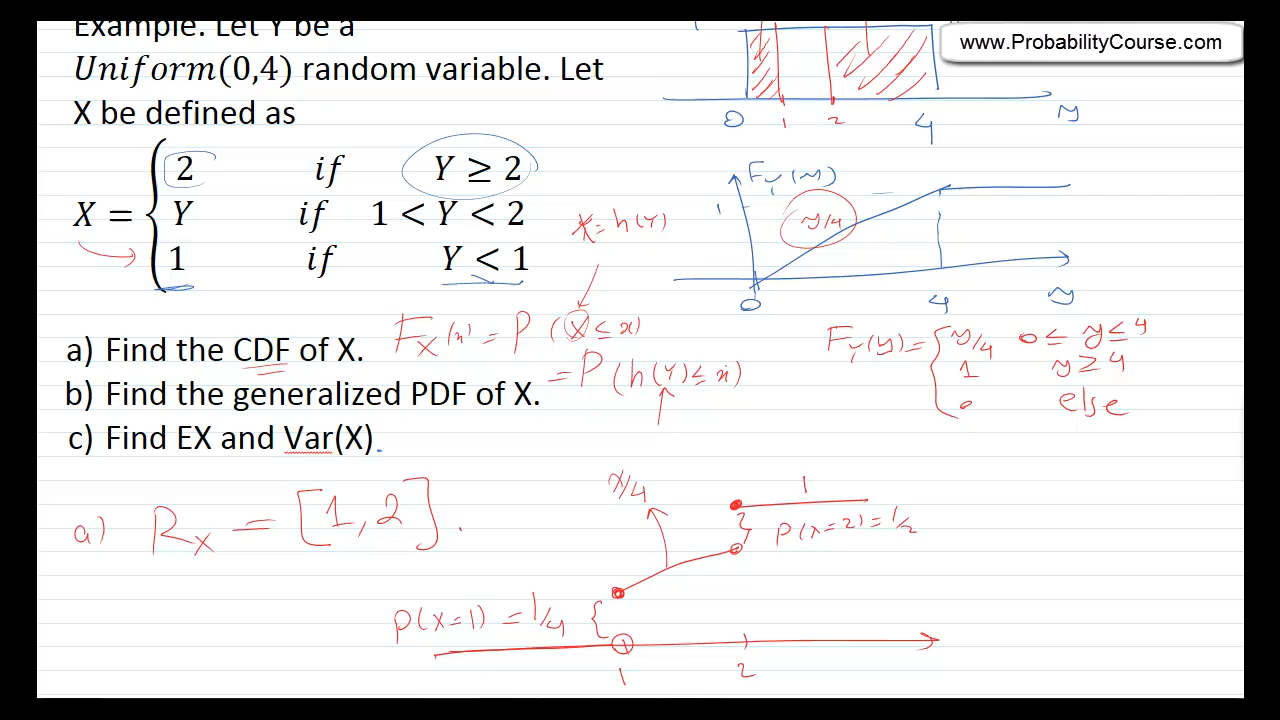 Example. Let Y be a
Uniform(0,4) random variable. Let
X be defined as
X = { 2 if Y ≥ 2
Y if 1 < Y < 2
1 if Y < 1
a) Find the CDF of X.
b) Find the generalized PDF of X.
c) Find EX and Var(X).
www.ProbabilityCourse.com
0 1 2 4 y
F_Y(y)
1
y/4
0 4 y
X = h(Y)
F_X(x) = P(X ≤ x)
= P(h(Y) ≤ x)
F_Y(y) = { y/4 0 ≤ y ≤ 4
1 y ≥ 4
0 else
a) R_X = [1, 2].
x/4
1
P(X=2) = 1/2
P(X=1) = 1/4
1 2